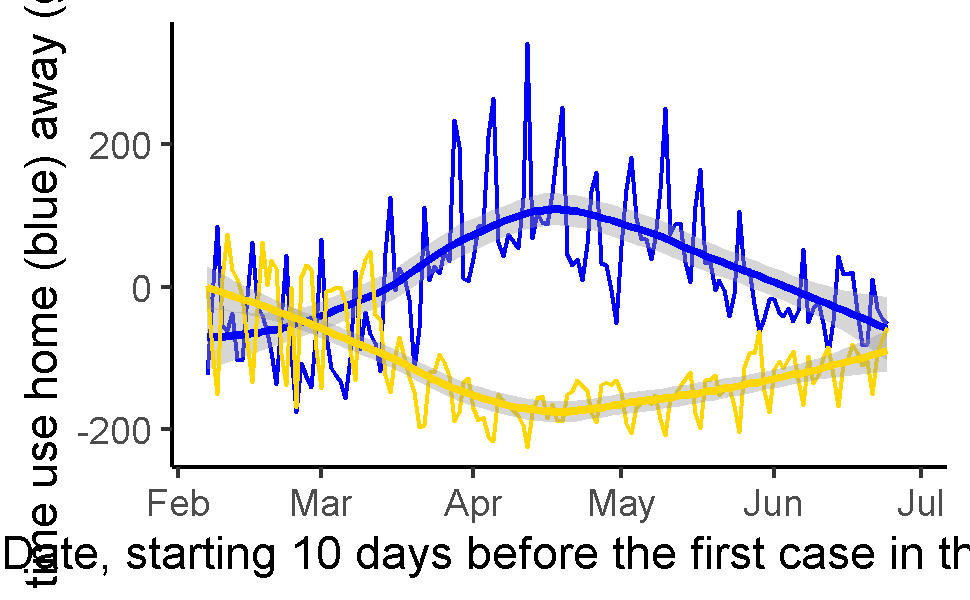 time use home (blue) away (
200
0
-200
Feb Mar Apr May Jun Jul
Date, starting 10 days before the first case in th